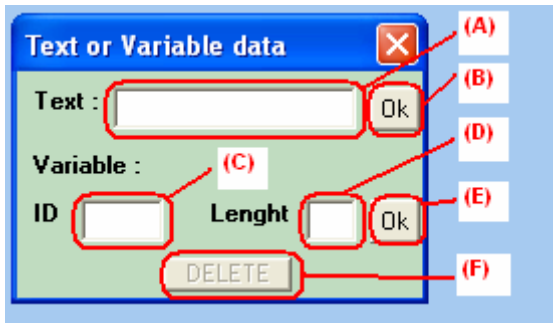 Text or Variable data (A)
Text : Ok (B)
(D)
Variable : (C)
ID Lenght Ok (E)
DELETE (F)